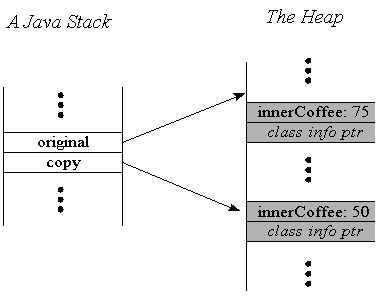 A Java Stack
The Heap
original
copy
innerCoffee: 75
class info ptr
innerCoffee: 50
class info ptr